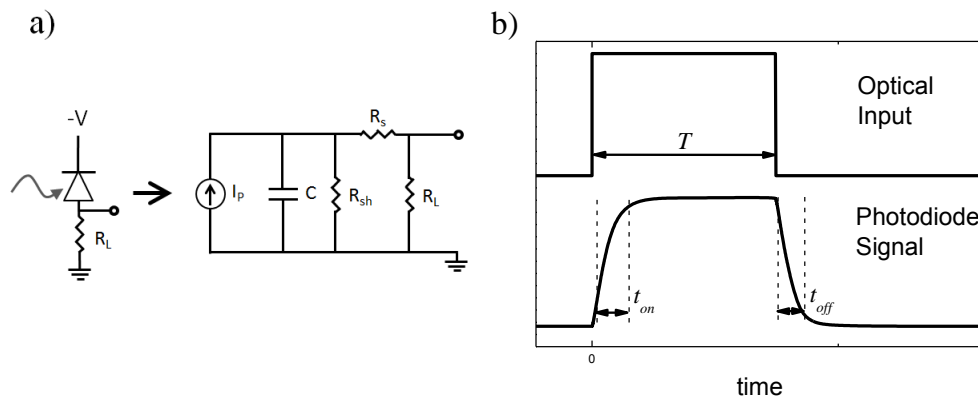 a)
-V
R_L
I_P
C
R_sh
R_s
R_L
b)
Optical
Input
T
Photodiode
Signal
t_on
t_off
0
time